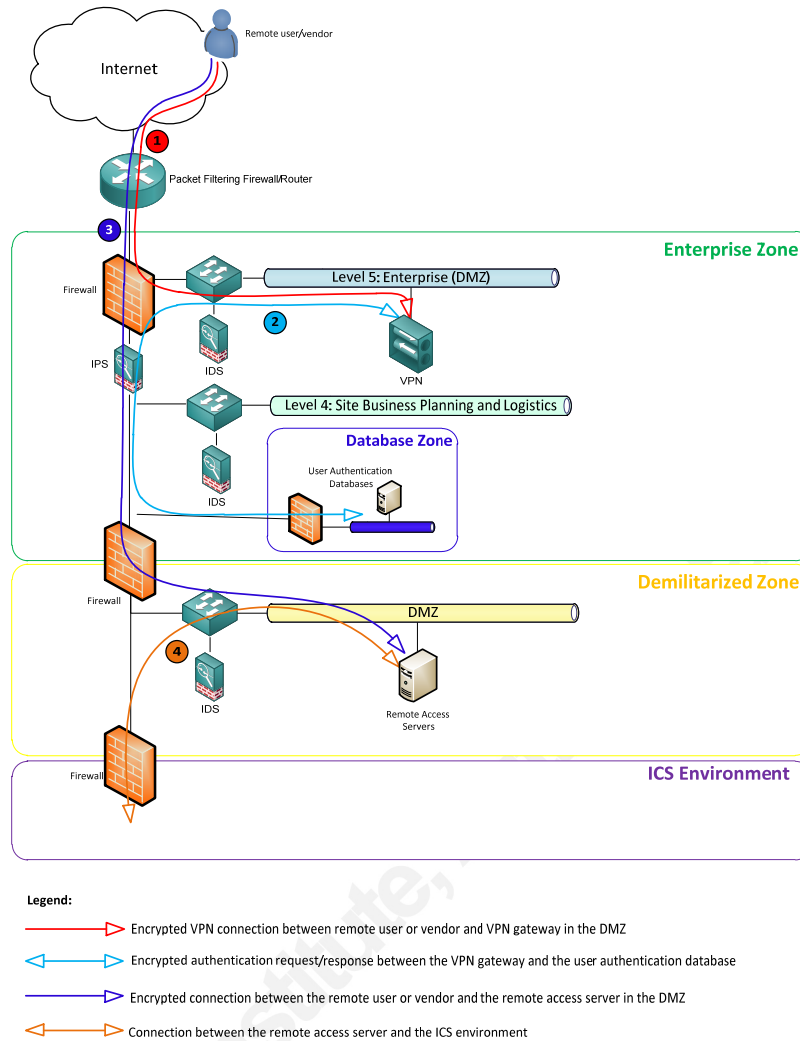 Remote user/vendor
Internet
1
Packet Filtering Firewall/Router
3
Enterprise Zone
Level 5: Enterprise (DMZ)
Firewall
2
IDS
IPS
VPN
Level 4: Site Business Planning and Logistics
Database Zone
User Authentication
Databases
IDS
Demilitarized Zone
Firewall
DMZ
4
IDS
Remote Access
Servers
ICS Environment
Firewall
Legend:
Encrypted VPN connection between remote user or vendor and VPN gateway in the DMZ
Encrypted authentication request/response between the VPN gateway and the user authentication database
Encrypted connection between the remote user or vendor and the remote access server in the DMZ
Connection between the remote access server and the ICS environment